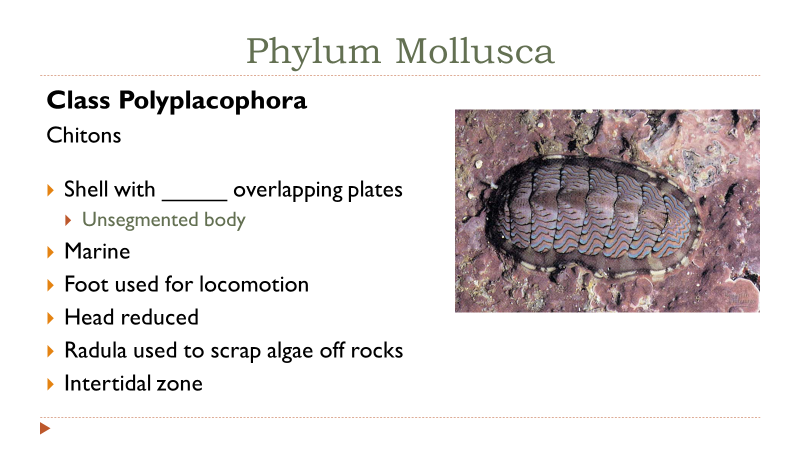 Phylum Mollusca
Class Polyplacophora
Chitons
Shell with ______ overlapping plates
Unsegmented body
Marine
Foot used for locomotion
Head reduced
Radula used to scrap algae off rocks
Intertidal zone